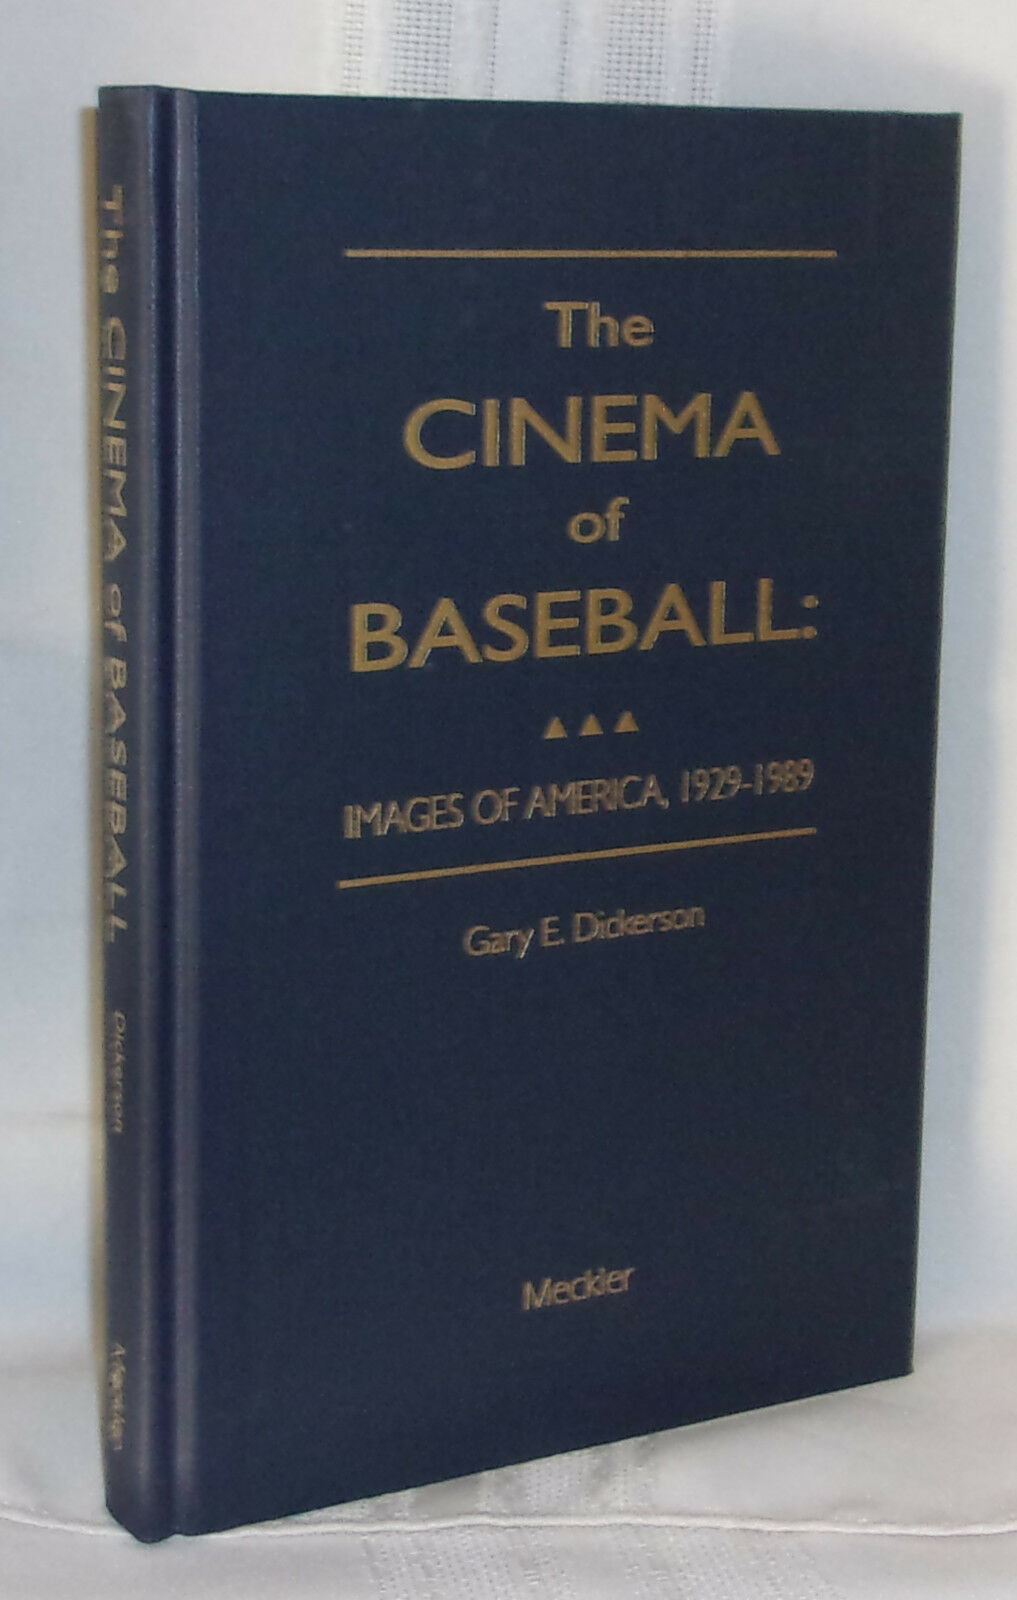 The
CINEMA
of
BASEBALL:
IMAGES OF AMERICA, 1929-1989
Gary E. Dickerson
Meckler
The CINEMA of BASEBALL Dickerson Meckler